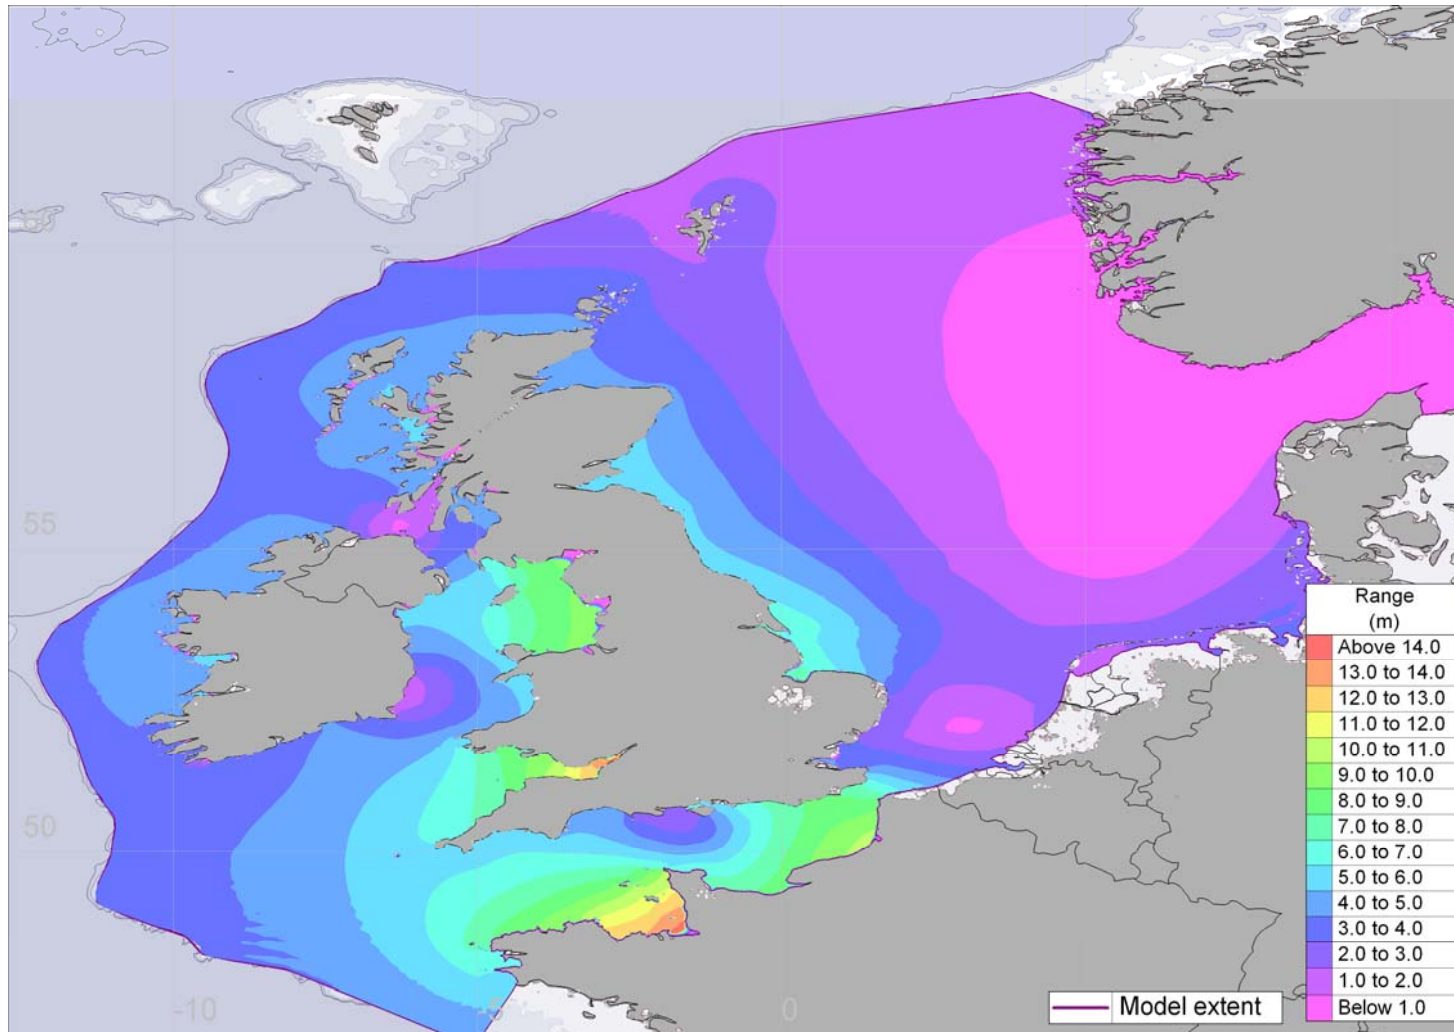 55
50
-10
-5
0
Model extent
Range
(m)
Above 14.0
13.0 to 14.0
12.0 to 13.0
11.0 to 12.0
10.0 to 11.0
9.0 to 10.0
8.0 to 9.0
7.0 to 8.0
6.0 to 7.0
5.0 to 6.0
4.0 to 5.0
3.0 to 4.0
2.0 to 3.0
1.0 to 2.0
Below 1.0